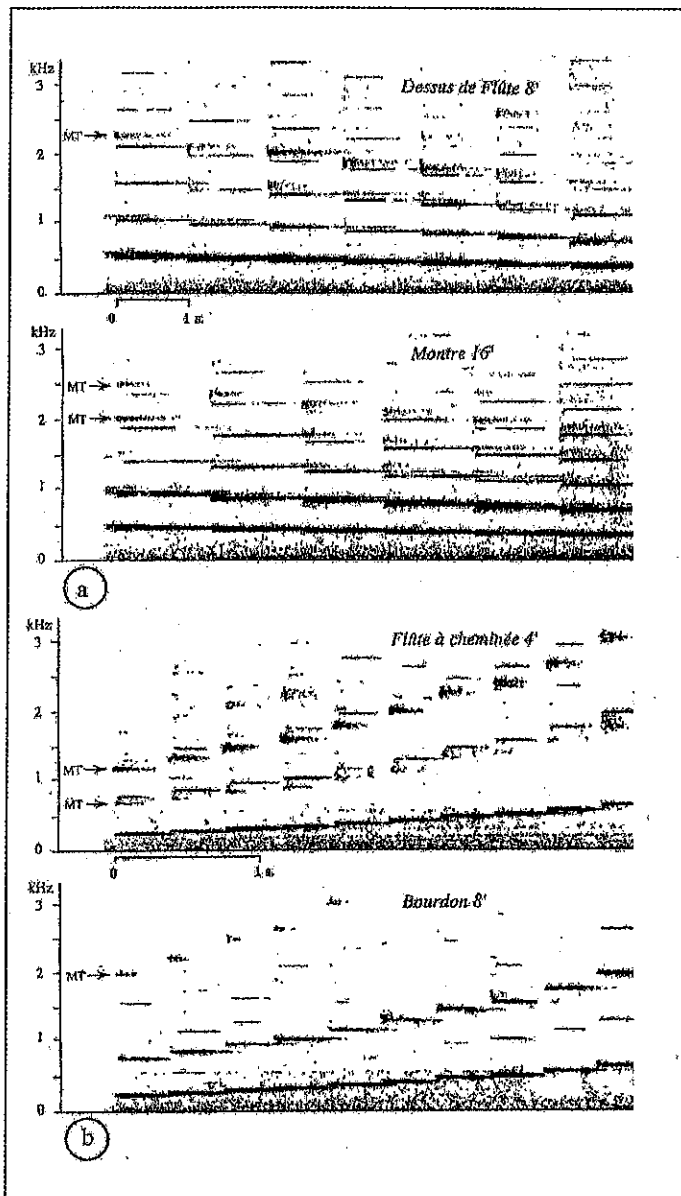 kHz
Dessus de Flûte 8'
3
MT
2
1
0
0 1 s
kHz
Montre 16'
3
MT
MT
2
1
0
a
kHz
Flûte à cheminée 4'
3
2
MT
1
MT
0
0 1 s
kHz
Bourdon 8'
3
MT
2
1
0
b